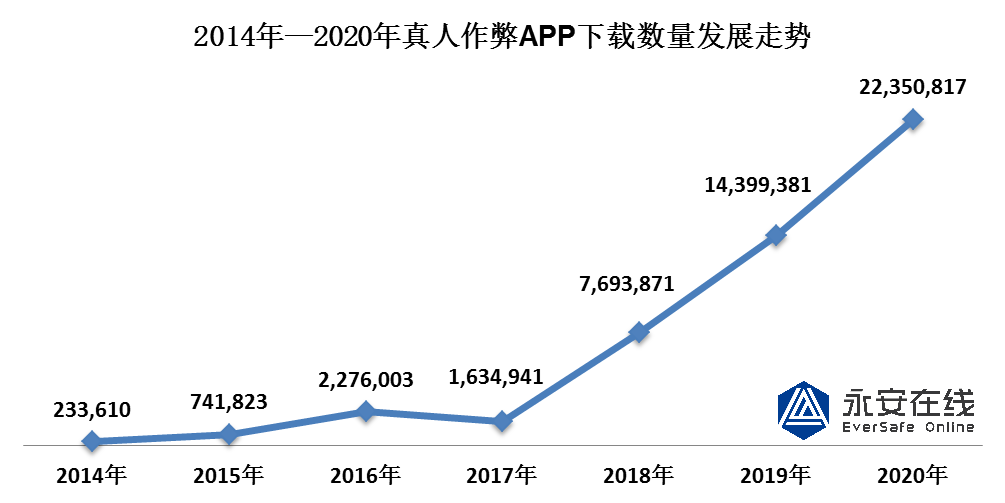 2014年—2020年真人作弊APP下载数量发展走势
22,350,817
14,399,381
7,693,871
2,276,003
1,634,941
741,823
233,610
永安在线
EverSafe Online
2014年
2015年
2016年
2017年
2018年
2019年
2020年